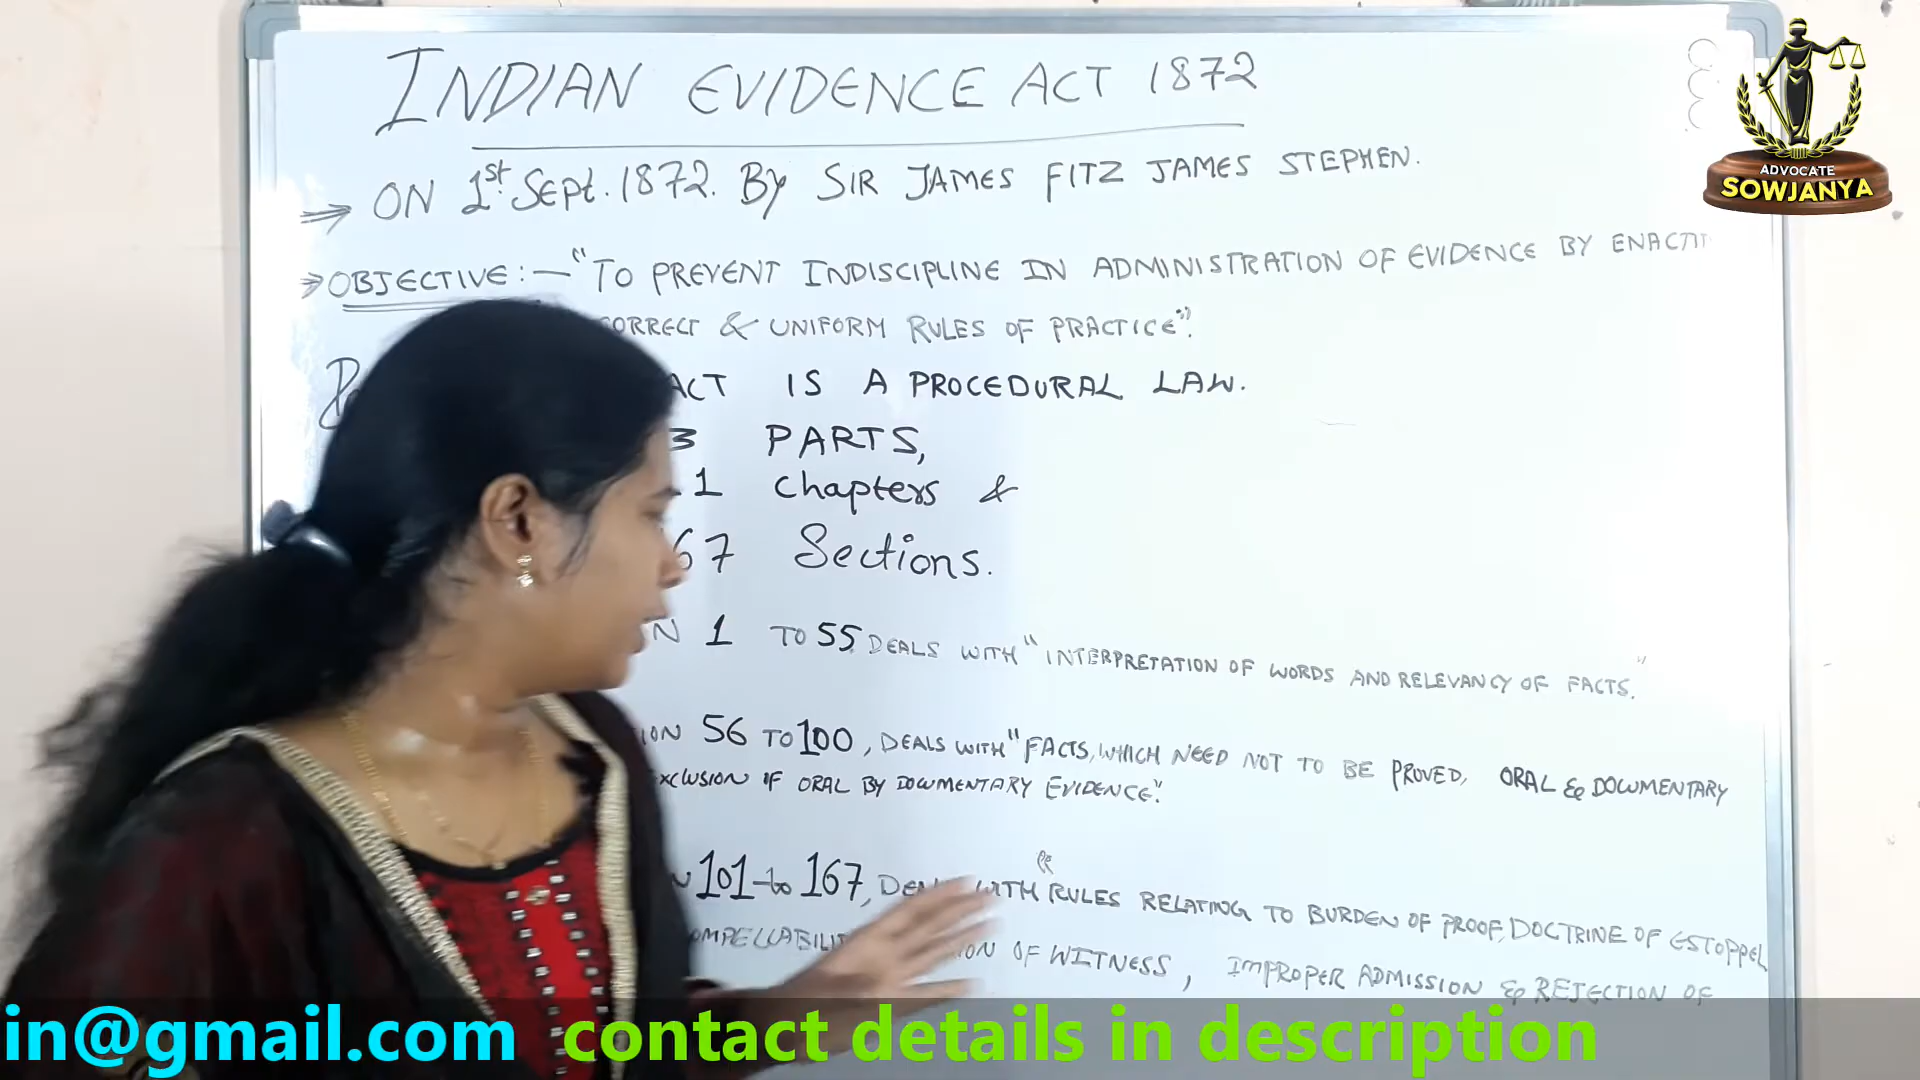 INDIAN EVIDENCE ACT 1872
ADVOCATE
SOWJANYA
ON 1st Sept. 1872. By SIR JAMES FITZ JAMES STEPHEN.
OBJECTIVE:- "TO PREVENT INDISCIPLINE IN ADMINISTRATION OF EVIDENCE BY
CORRECT & UNIFORM RULES OF PRACTICE".
ACT IS A PROCEDURAL LAW.
3 PARTS,
1 Chapters &
67 Sections.
1 TO 55 DEALS WITH "INTERPRETATION OF WORDS AND RELEVANCY OF FACTS."
56 TO 100, DEALS WITH "FACTS, WHICH NEED NOT TO BE PROVED, ORAL & DOCUMENTARY
OF ORAL BY DOCUMENTARY EVIDENCE".
101 to 167, WITH "RULES RELATING TO BURDEN OF PROOF, DOCTRINE OF ESTOPPEL
OF WITNESS, IMPROPER ADMISSION & REJECTION OF
in@gmail.com contact details in description